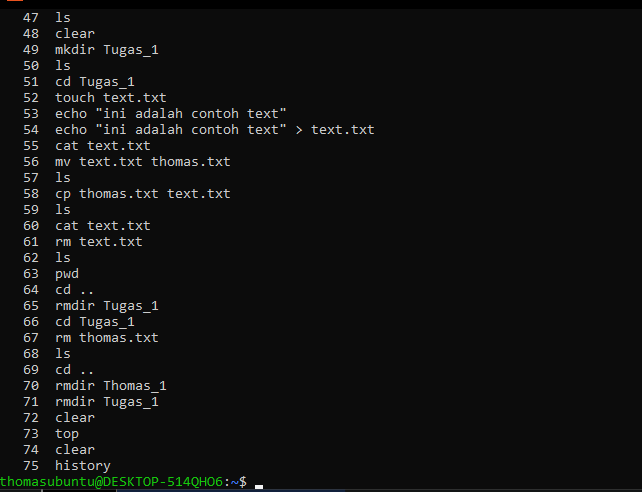 47 ls
48 clear
49 mkdir Tugas_1
50 ls
51 cd Tugas_1
52 touch text.txt
53 echo "ini adalah contoh text"
54 echo "ini adalah contoh text" > text.txt
55 cat text.txt
56 mv text.txt thomas.txt
57 ls
58 cp thomas.txt text.txt
59 ls
60 cat text.txt
61 rm text.txt
62 ls
63 pwd
64 cd ..
65 rmdir Tugas_1
66 cd Tugas_1
67 rm thomas.txt
68 ls
69 cd ..
70 rmdir Thomas_1
71 rmdir Tugas_1
72 clear
73 top
74 clear
75 history
thomasubuntu@DESKTOP-514QHO6:~$